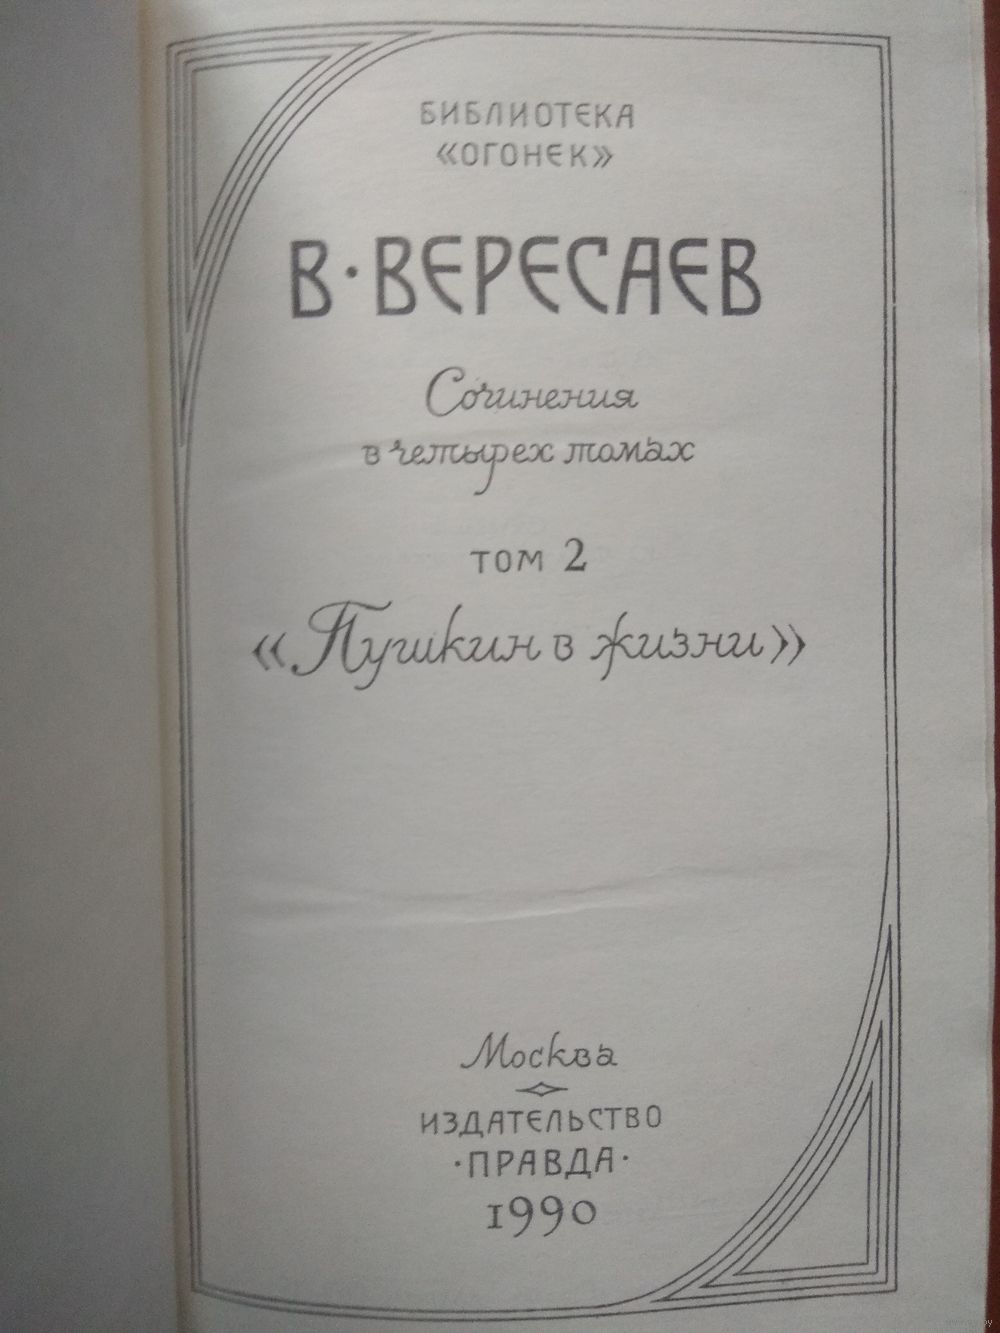 БИБЛИОТЕКА
«ОГОНЕК»
В·ВЕРЕСАЕВ
Сочинения
в четырех томах
ТОМ 2
«Пушкин в жизни»
Москва
ИЗДАТЕЛЬСТВО
·ПРАВДА·
1990